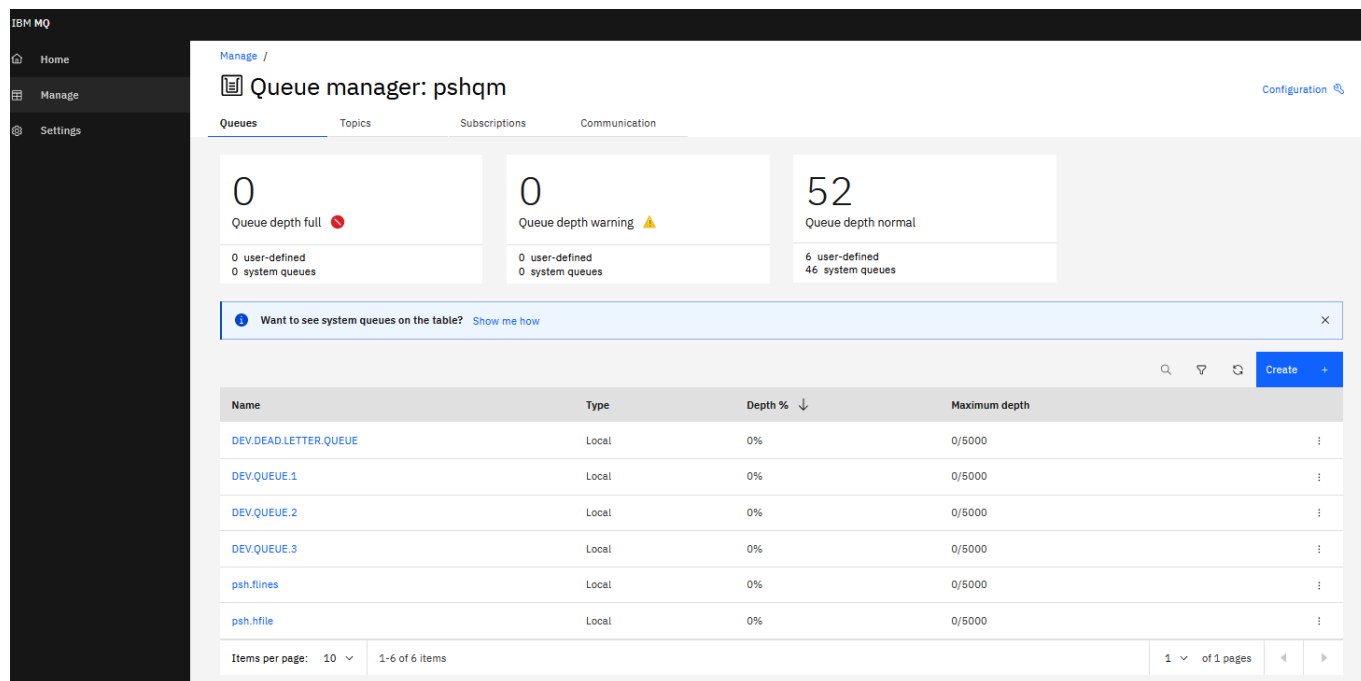 IBM MQ
Home
Manage
Settings
Manage /
Queue manager: pshqm
Configuration
Queues Topics Subscriptions Communication
0
Queue depth full
0 user-defined
0 system queues
0
Queue depth warning
0 user-defined
0 system queues
52
Queue depth normal
6 user-defined
46 system queues
Want to see system queues on the table? Show me how
Create +
Name Type Depth % Maximum depth
DEV.DEAD.LETTER.QUEUE Local 0% 0/5000
DEV.QUEUE.1 Local 0% 0/5000
DEV.QUEUE.2 Local 0% 0/5000
DEV.QUEUE.3 Local 0% 0/5000
psh.flines Local 0% 0/5000
psh.hfile Local 0% 0/5000
Items per page: 10 1-6 of 6 items 1 of 1 pages